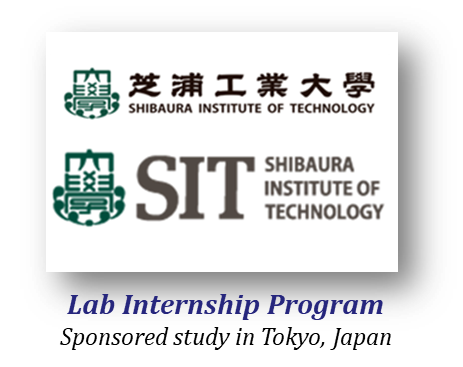 芝浦工業大學
SHIBAURA INSTITUTE OF TECHNOLOGY
SIT
SHIBAURA
INSTITUTE OF
TECHNOLOGY
Lab Internship Program
Sponsored study in Tokyo, Japan